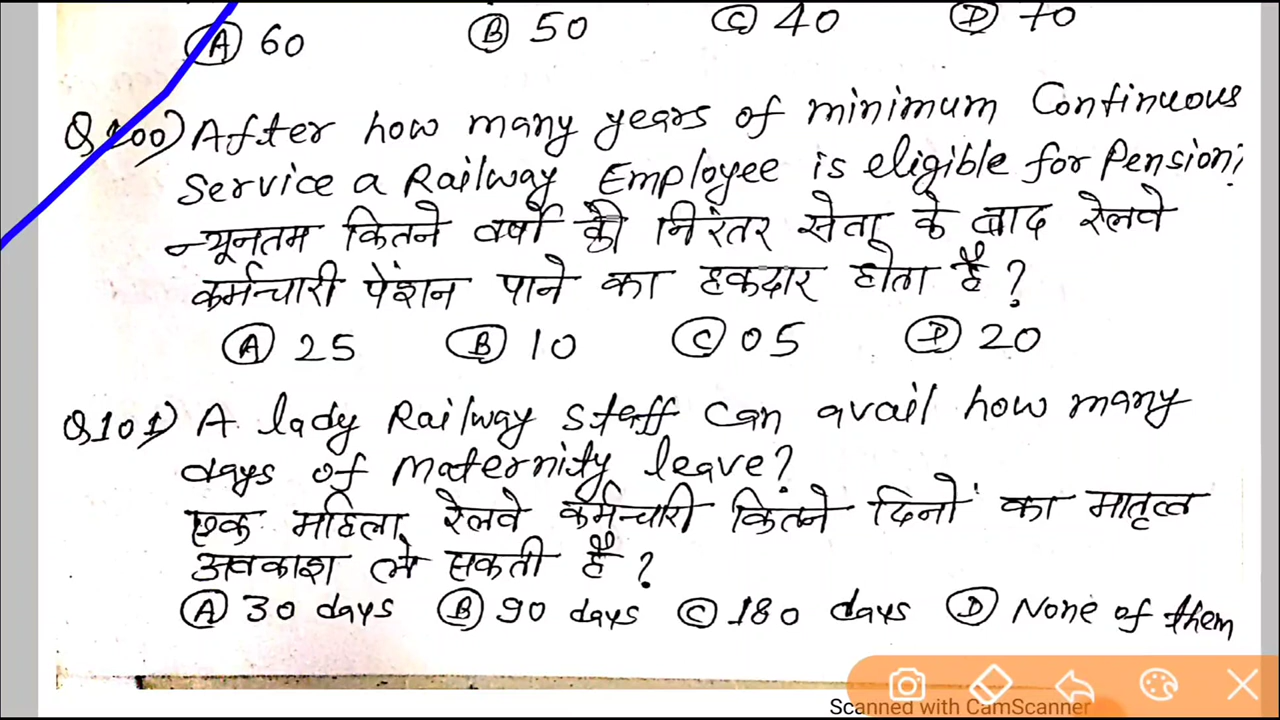 Ⓐ 60 Ⓑ 50 Ⓒ 40 Ⓓ 70
Q.100) After how many years of minimum Continuous
Service a Railway Employee is eligible for Pension?
न्यूनतम कितने वर्षों की निरंतर सेवा के बाद रेलवे
कर्मचारी पेंशन पाने का हकदार होता है?
Ⓐ 25 Ⓑ 10 Ⓒ 05 Ⓓ 20
Q.101) A lady Railway Staff Can avail how many
days of maternity leave?
एक महिला रेलवे कर्मचारी कितने दिनों का मातृत्व
अवकाश ले सकती है?
Ⓐ 30 days Ⓑ 90 days Ⓒ 180 days Ⓓ None of them
Scanned with CamScanner